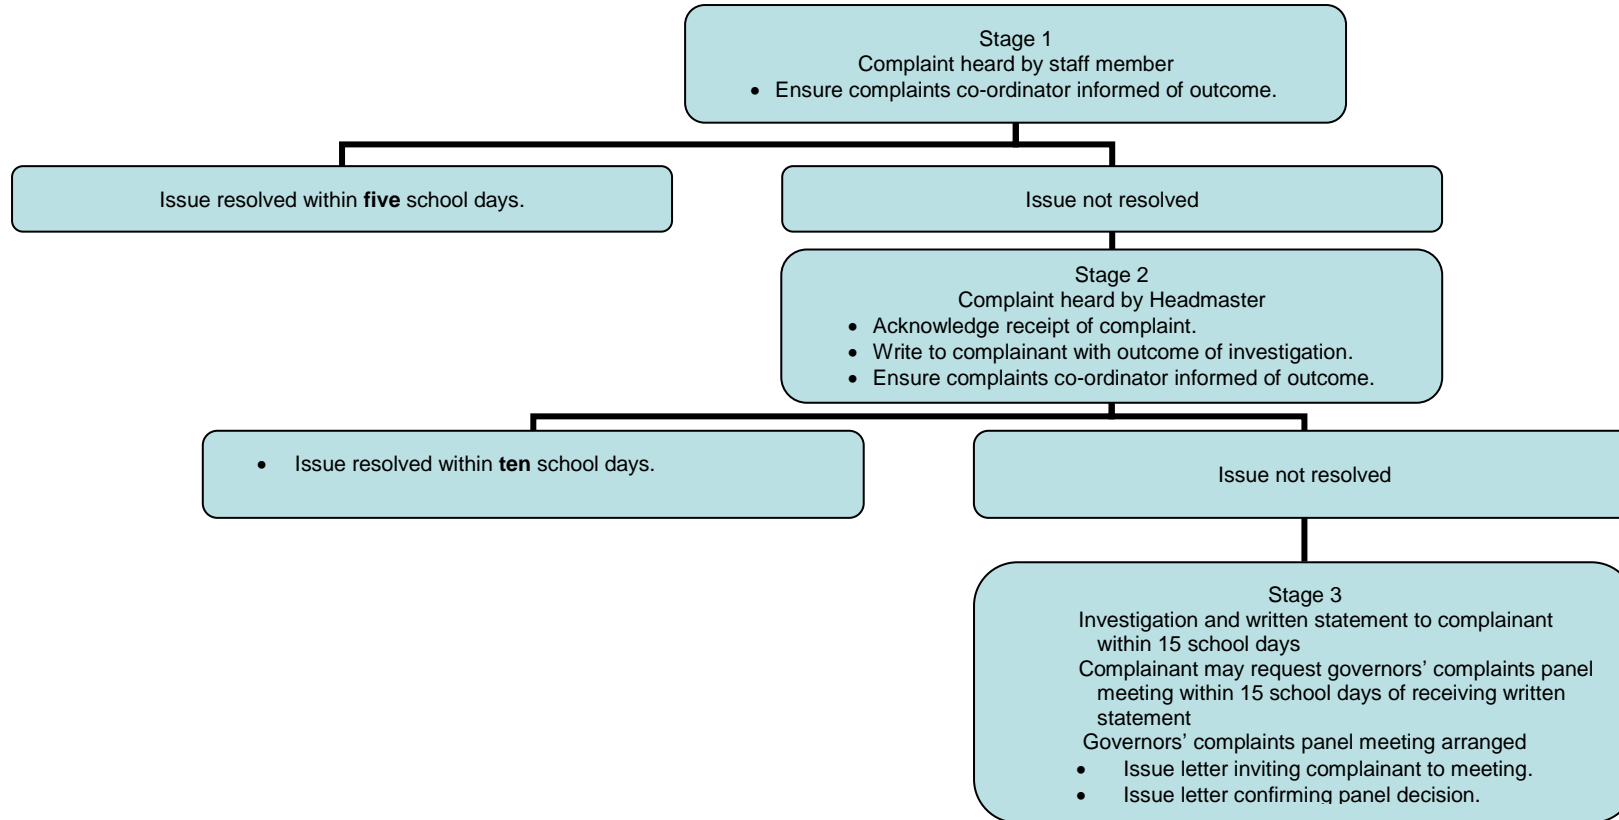 Stage 1
Complaint heard by staff member
• Ensure complaints co-ordinator informed of outcome.
Issue resolved within five school days.
Issue not resolved
Stage 2
Complaint heard by Headmaster
• Acknowledge receipt of complaint.
• Write to complainant with outcome of investigation.
• Ensure complaints co-ordinator informed of outcome.
• Issue resolved within ten school days.
Issue not resolved
Stage 3
Investigation and written statement to complainant
within 15 school days
Complainant may request governors’ complaints panel
meeting within 15 school days of receiving written
statement
Governors’ complaints panel meeting arranged
• Issue letter inviting complainant to meeting.
• Issue letter confirming panel decision.